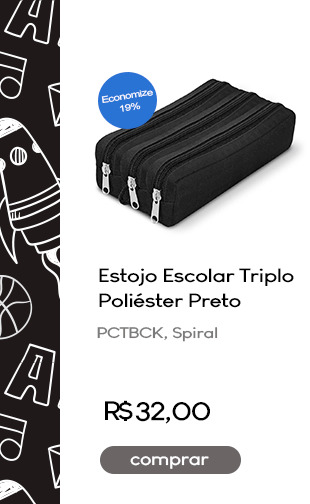 A
Economize
19%
Estojo Escolar Triplo
Poliéster Preto
PCTBCK, Spiral
A
R$32,00
comprar